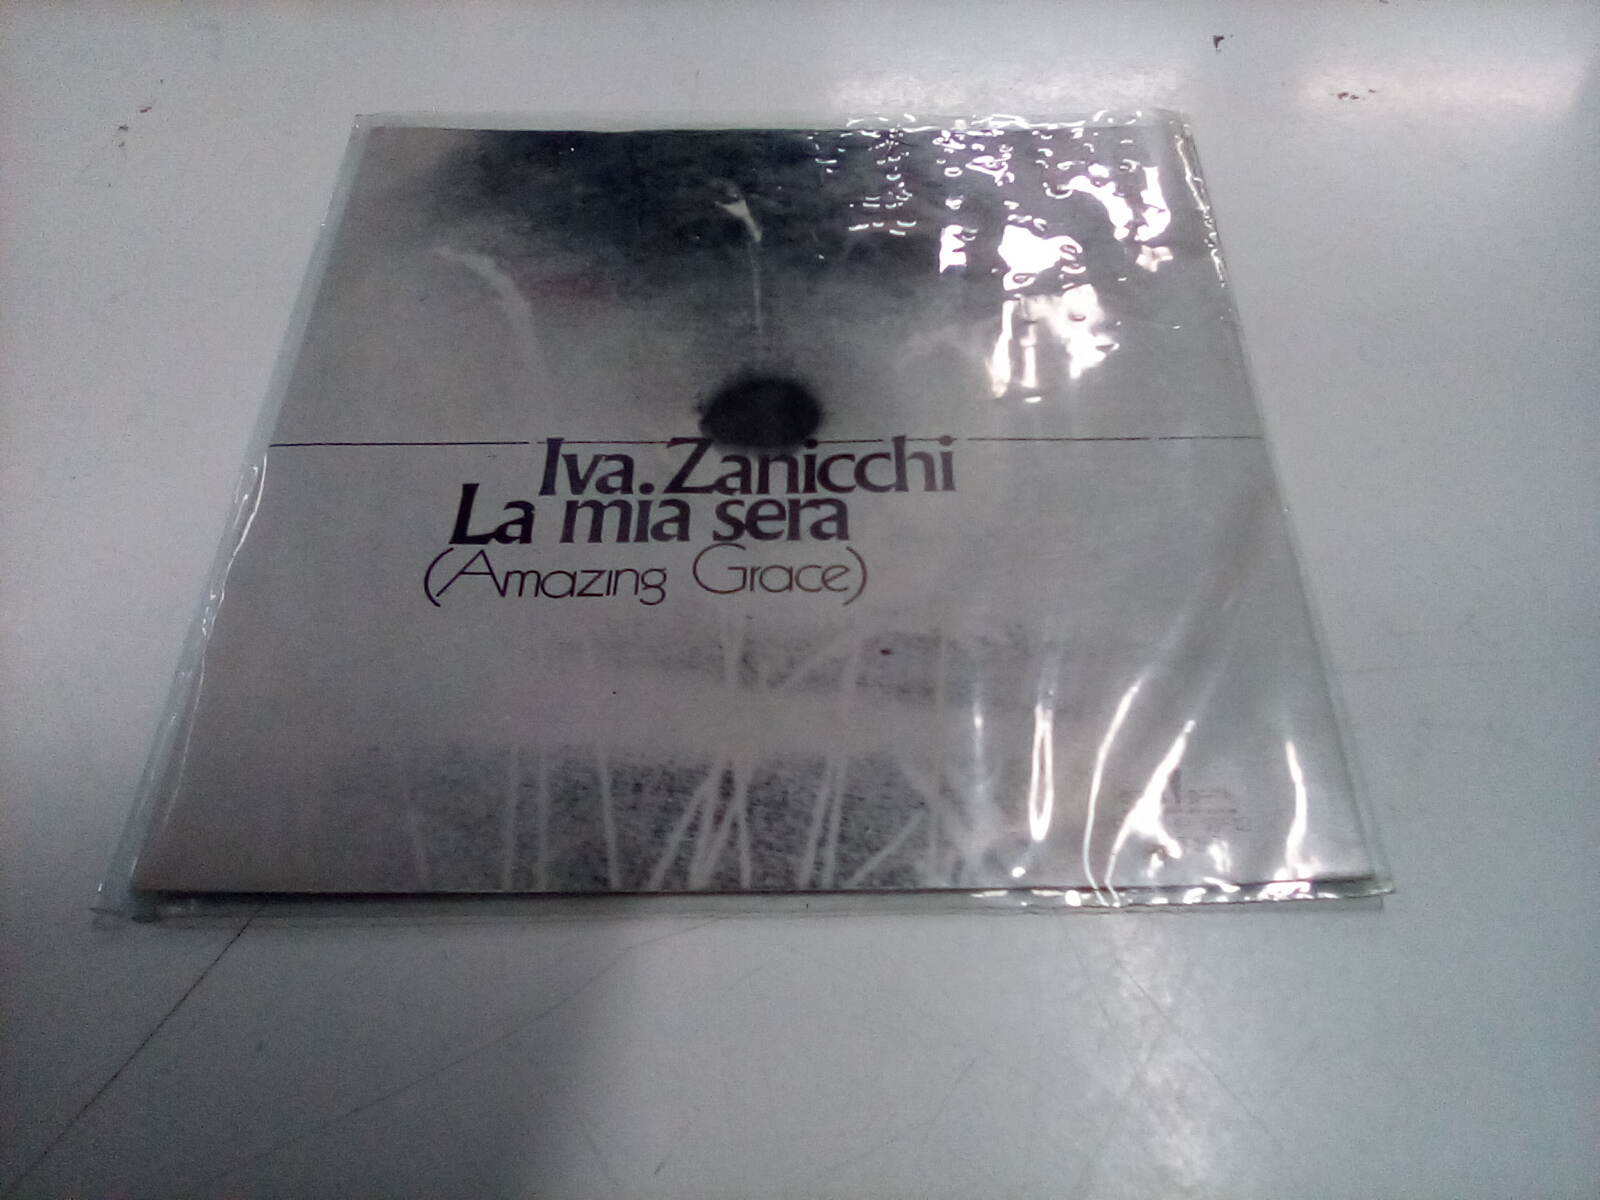 Iva.Zanicchi
La mia sera
(Amazing Grace)